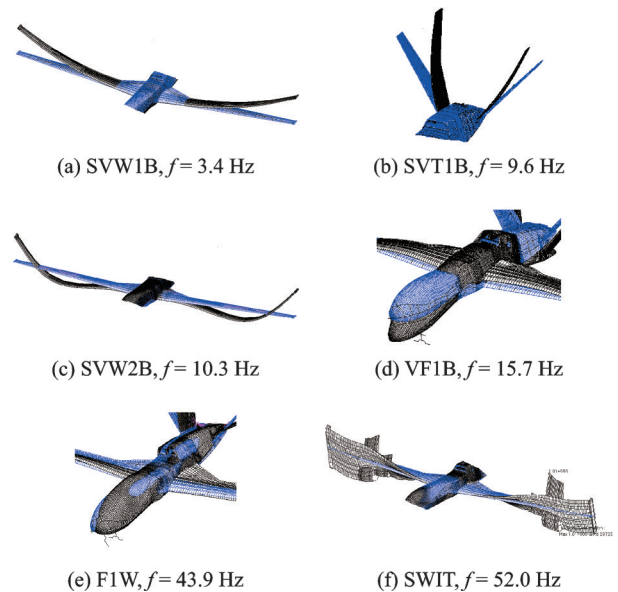 (a) SVW1B, f = 3.4 Hz
(b) SVT1B, f = 9.6 Hz
(c) SVW2B, f = 10.3 Hz
(d) VF1B, f = 15.7 Hz
(e) F1W, f = 43.9 Hz
(f) SWIT, f = 52.0 Hz